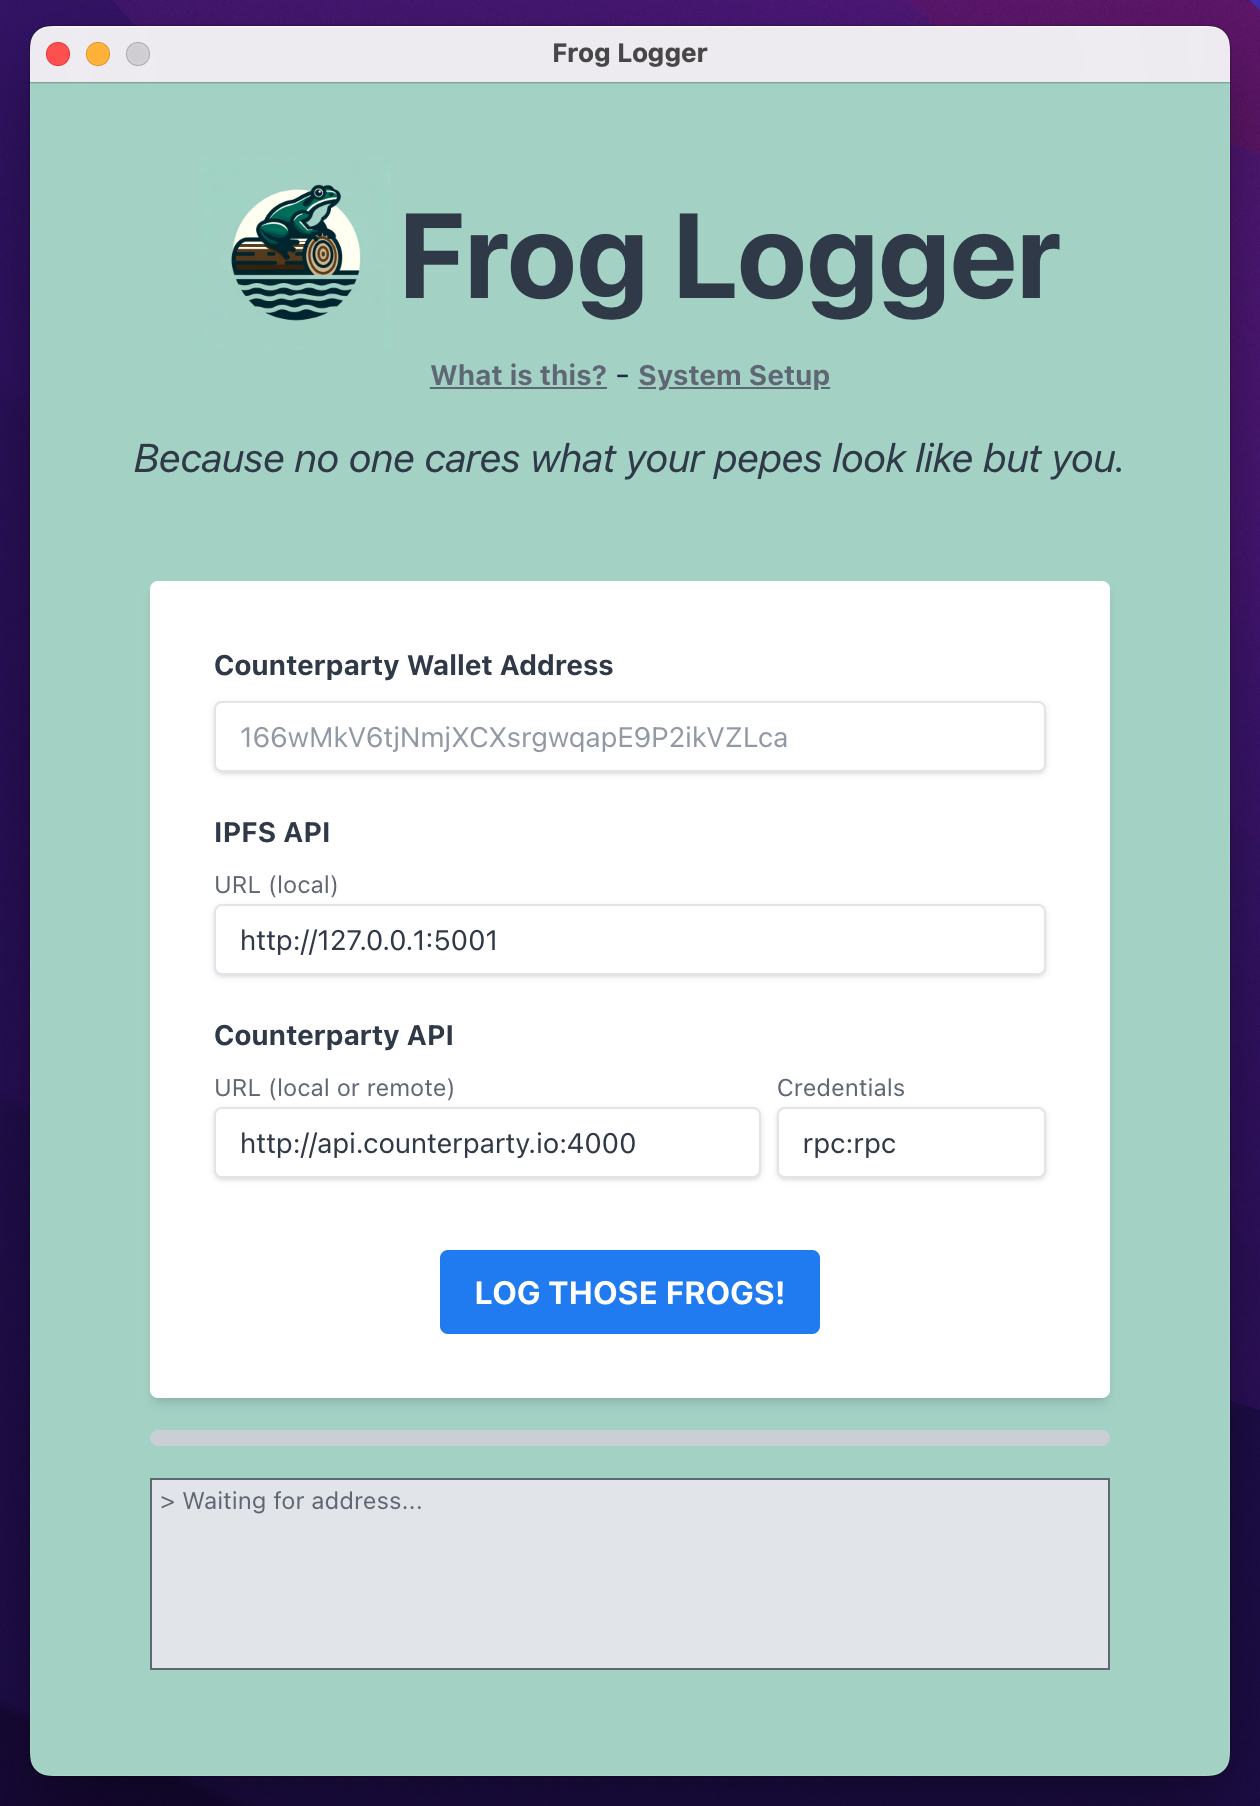 Frog Logger
Frog Logger
What is this? - System Setup
Because no one cares what your pepes look like but you.
Counterparty Wallet Address
166wMkV6tjNmjXCXsrgwqapE9P2ikVZLca
IPFS API
URL (local)
http://127.0.0.1:5001
Counterparty API
URL (local or remote) Credentials
http://api.counterparty.io:4000 rpc:rpc
LOG THOSE FROGS!
> Waiting for address...